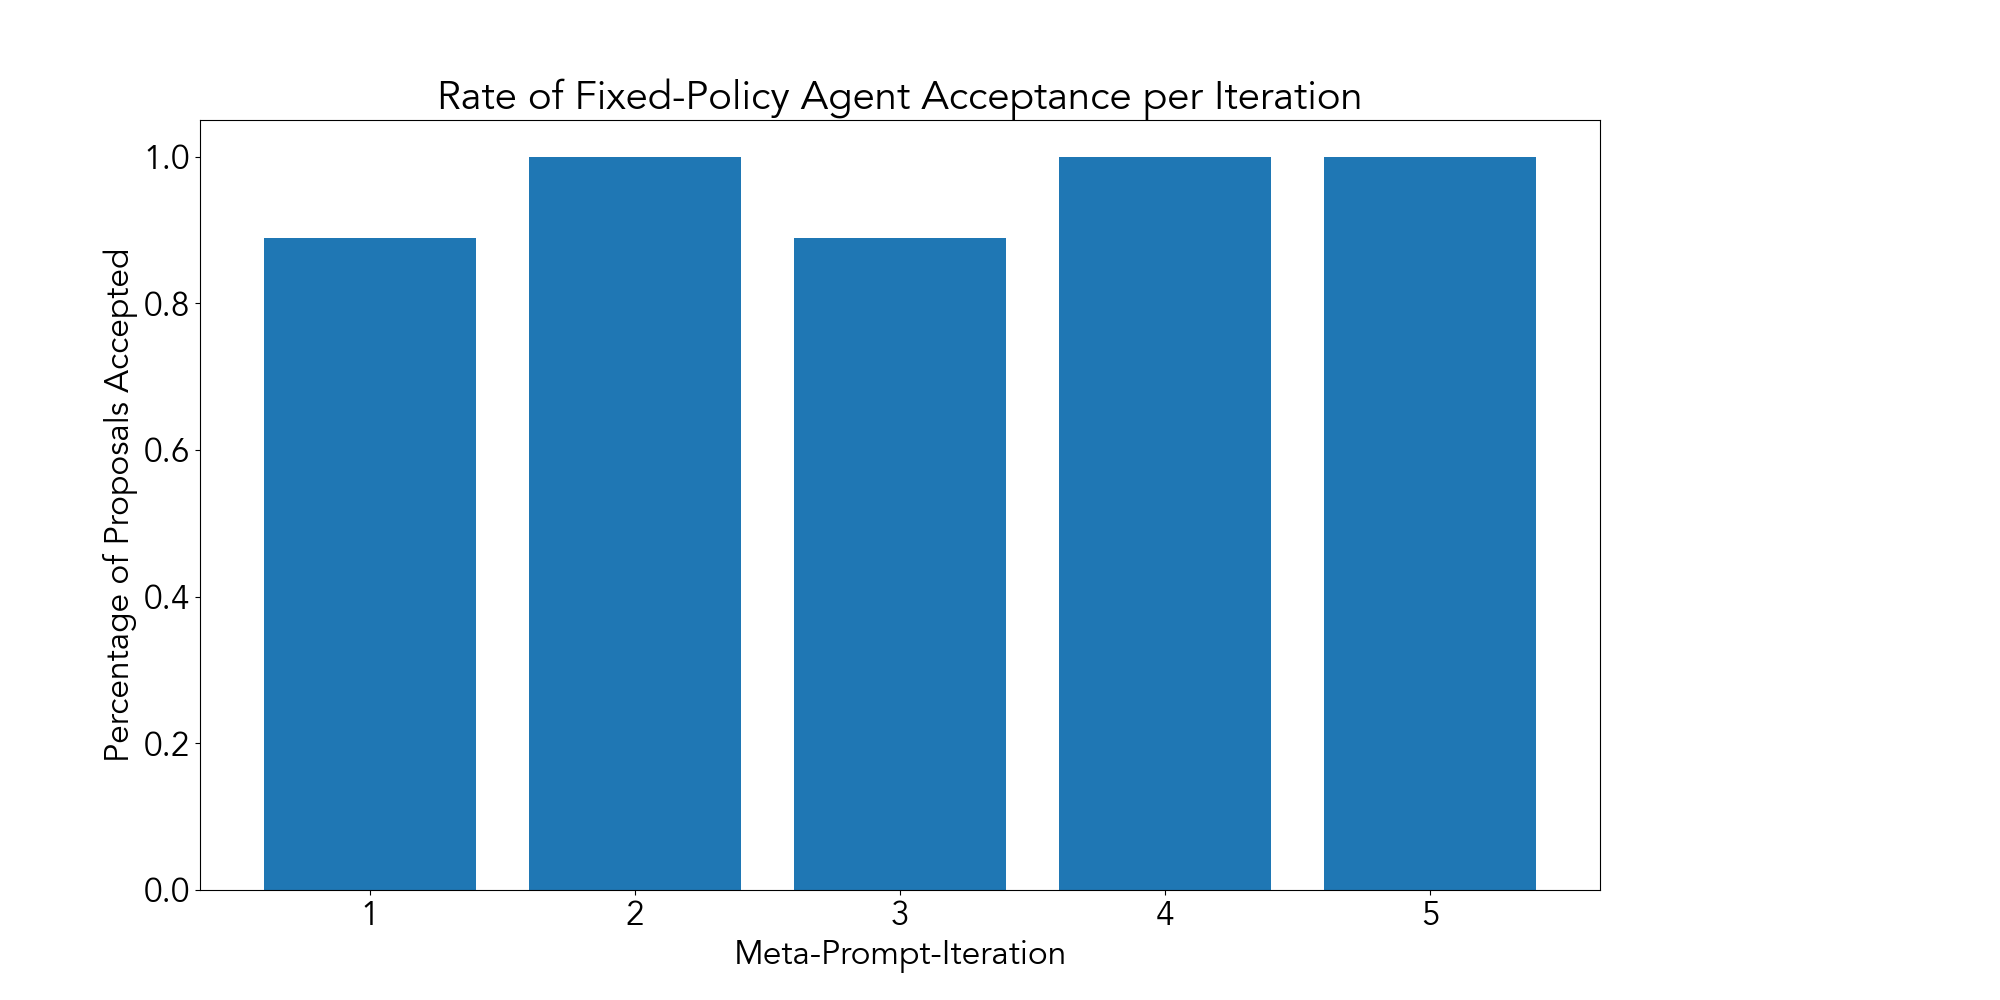 Rate of Fixed-Policy Agent Acceptance per Iteration
Percentage of Proposals Accepted
1.0
0.8
0.6
0.4
0.2
0.0
1 2 3 4 5
Meta-Prompt-Iteration